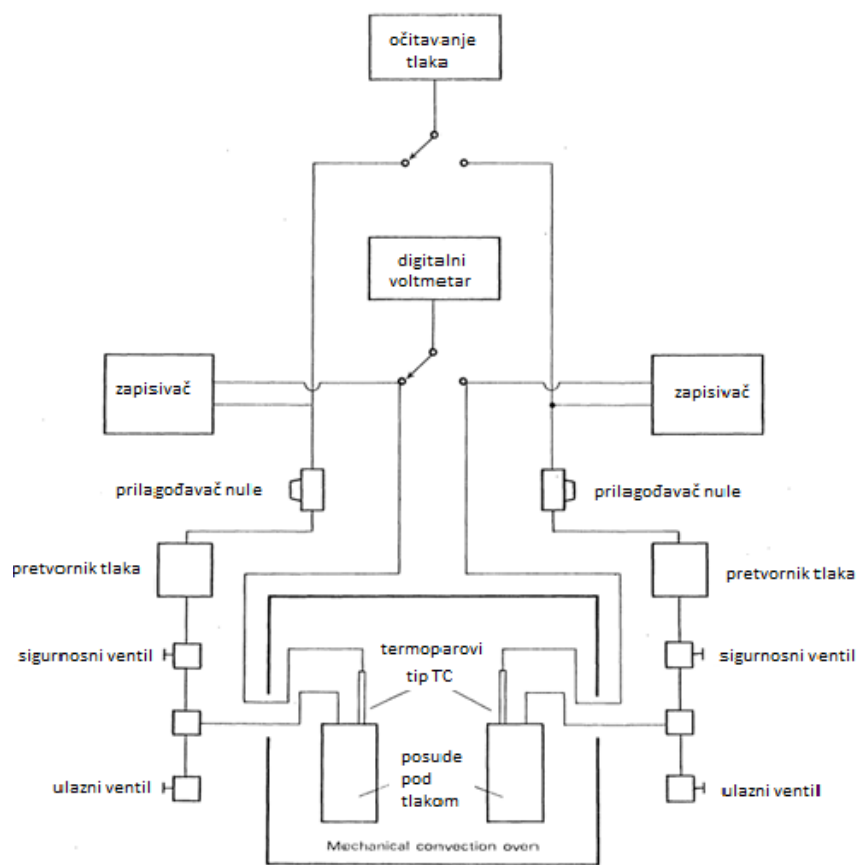 očitavanje
tlaka
digitalni
voltmetar
zapisivač
zapisivač
prilagođavač nule
prilagođavač nule
pretvornik tlaka
pretvornik tlaka
sigurnosni ventil
termoparovi
tip TC
sigurnosni ventil
posude
pod
tlakom
ulazni ventil
ulazni ventil
Mechanical convection oven